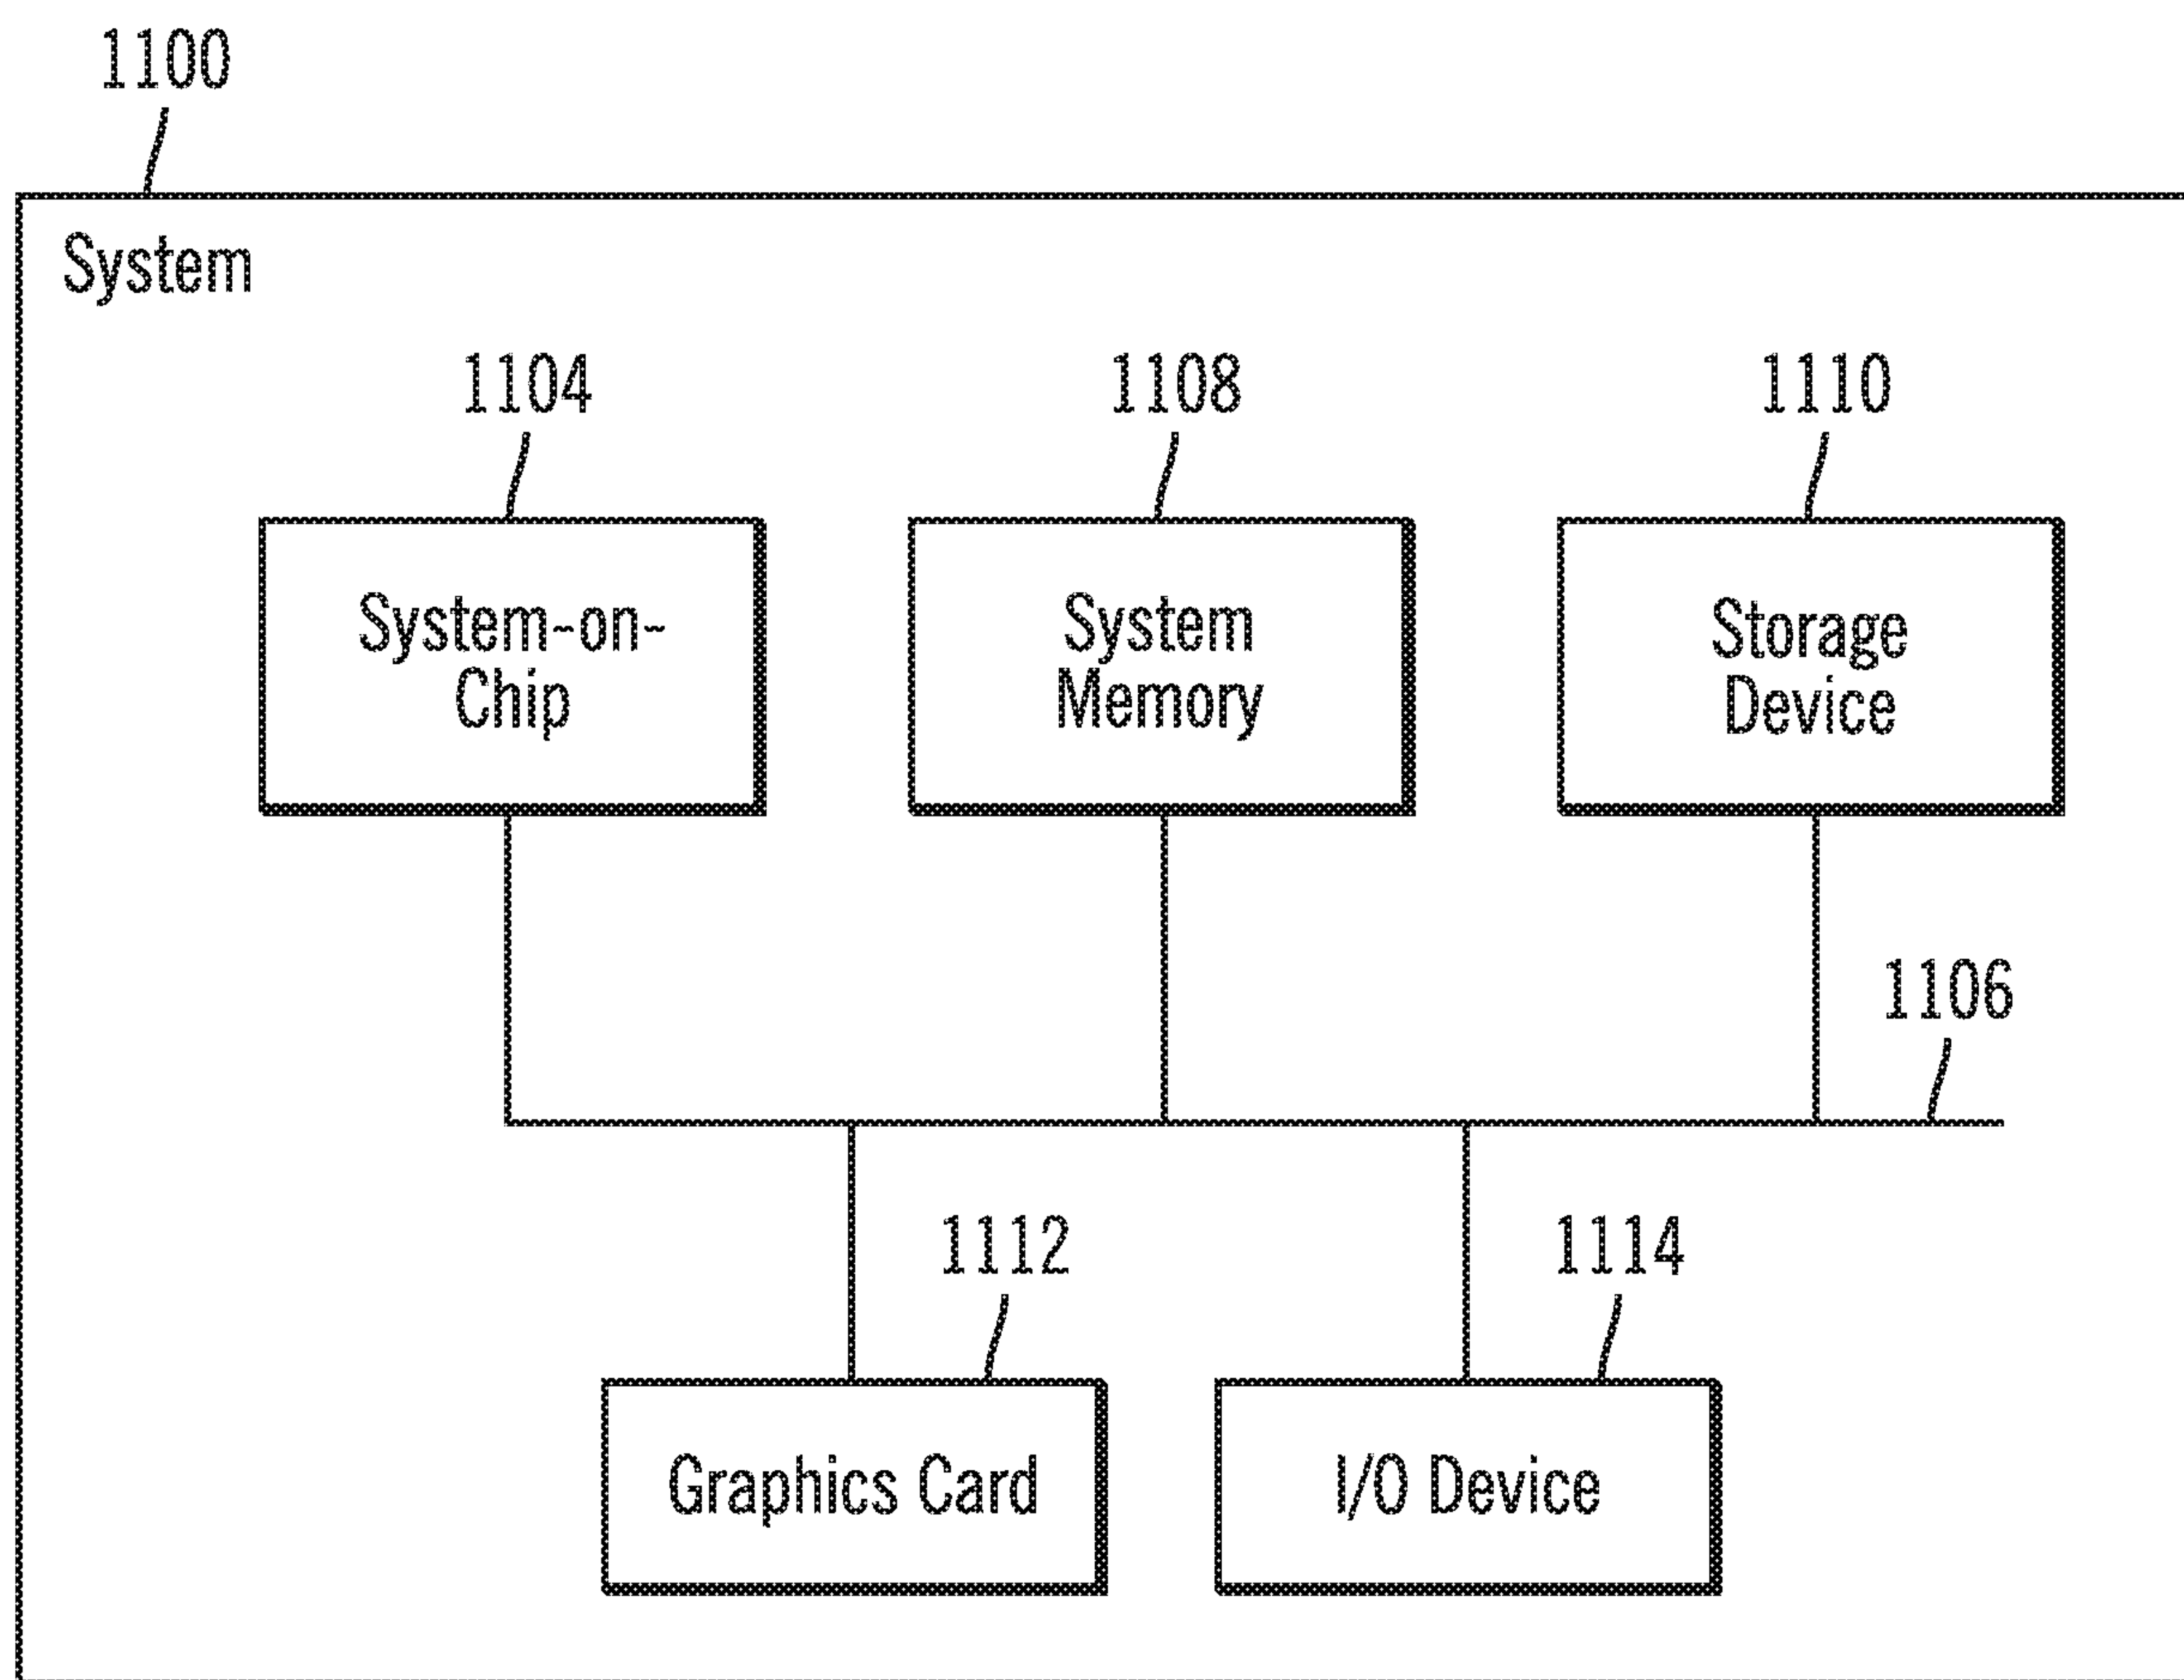 1100
System
1104
1108
1110
System-on-
Chip
System
Memory
Storage
Device
1106
1112
1114
Graphics Card
I/O Device